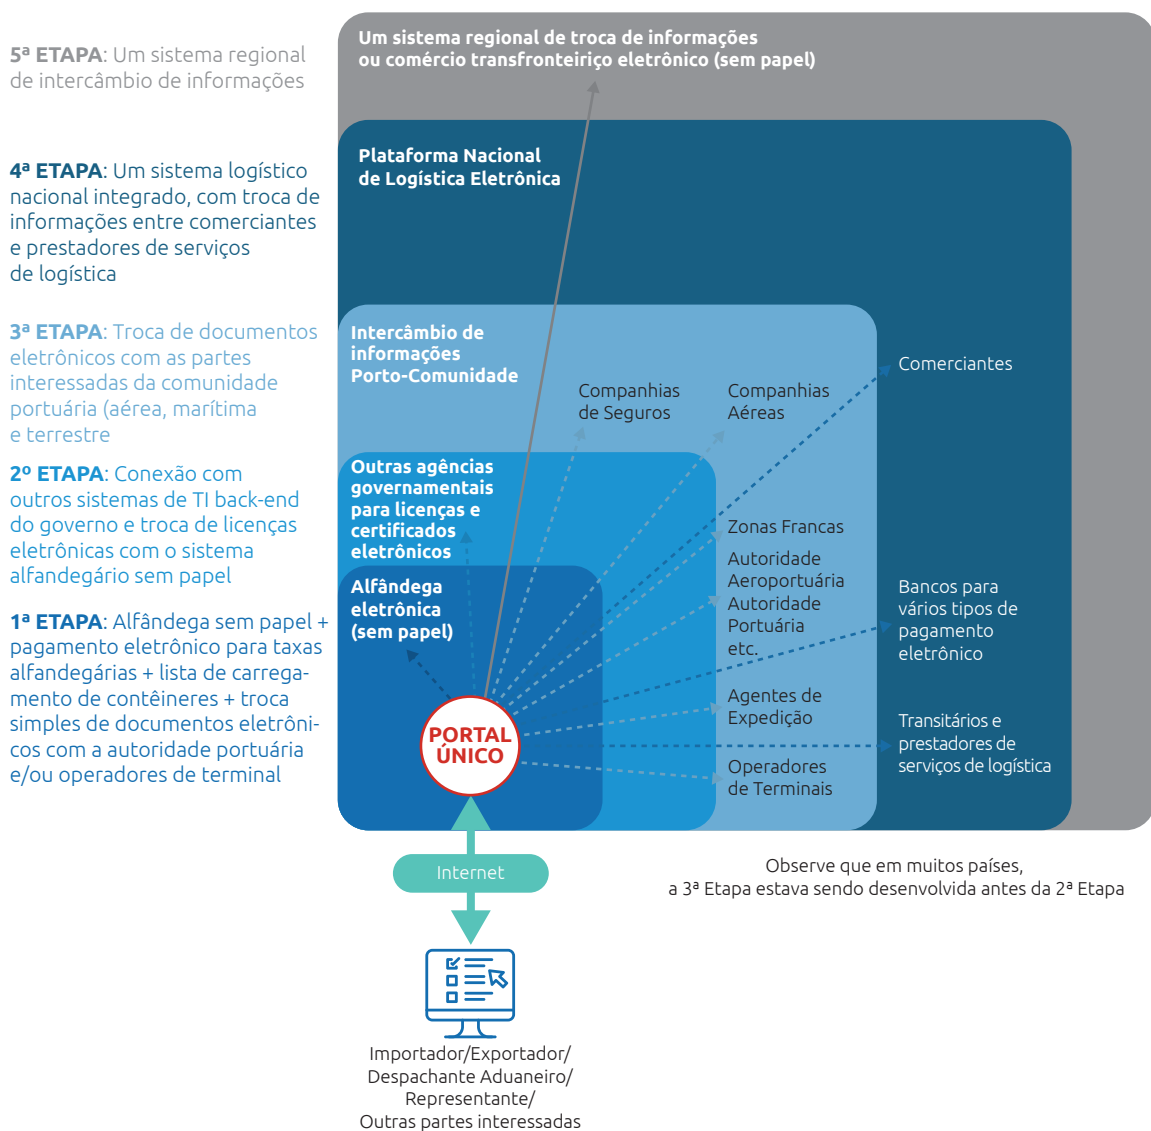 5ª ETAPA: Um sistema regional
de intercâmbio de informações
4ª ETAPA: Um sistema logístico
nacional integrado, com troca de
informações entre comerciantes
e prestadores de serviços
de logística
3ª ETAPA: Troca de documentos
eletrônicos com as partes
interessadas da comunidade
portuária (aérea, marítima
e terrestre
2º ETAPA: Conexão com
outros sistemas de TI back-end
do governo e troca de licenças
eletrônicas com o sistema
alfandegário sem papel
1ª ETAPA: Alfândega sem papel +
pagamento eletrônico para taxas
alfandegárias + lista de carrega-
mento de contêineres + troca
simples de documentos eletrôni-
cos com a autoridade portuária
e/ou operadores de terminal
Um sistema regional de troca de informações
ou comércio transfronteiriço eletrônico (sem papel)
Plataforma Nacional
de Logística Eletrônica
Intercâmbio de
informações
Porto-Comunidade
Outras agências
governamentais
para licenças e
certificados
eletrônicos
Alfândega
eletrônica
(sem papel)
PORTAL
ÚNICO
Companhias
de Seguros
Companhias
Aéreas
Zonas Francas
Autoridade
Aeroportuária
Autoridade
Portuária
etc.
Agentes de
Expedição
Operadores
de Terminais
Comerciantes
Bancos para
vários tipos de
pagamento
eletrônico
Transitários e
prestadores de
serviços de logística
Internet
Observe que em muitos países,
a 3ª Etapa estava sendo desenvolvida antes da 2ª Etapa
Importador/Exportador/
Despachante Aduaneiro/
Representante/
Outras partes interessadas